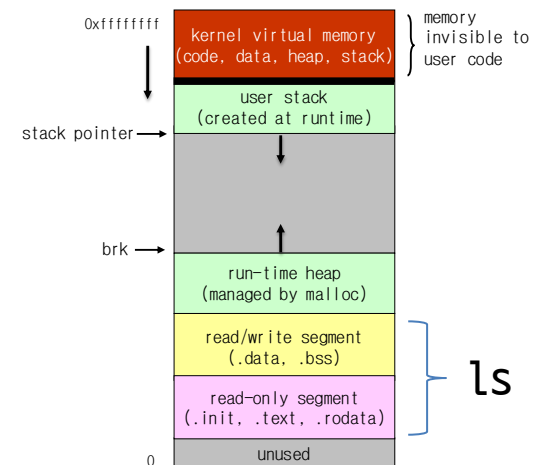 0xffffffff
kernel virtual memory
(code, data, heap, stack)
memory
invisible to
user code
user stack
(created at runtime)
stack pointer
brk
run-time heap
(managed by malloc)
read/write segment
(.data, .bss)
ls
read-only segment
(.init, .text, .rodata)
0
unused